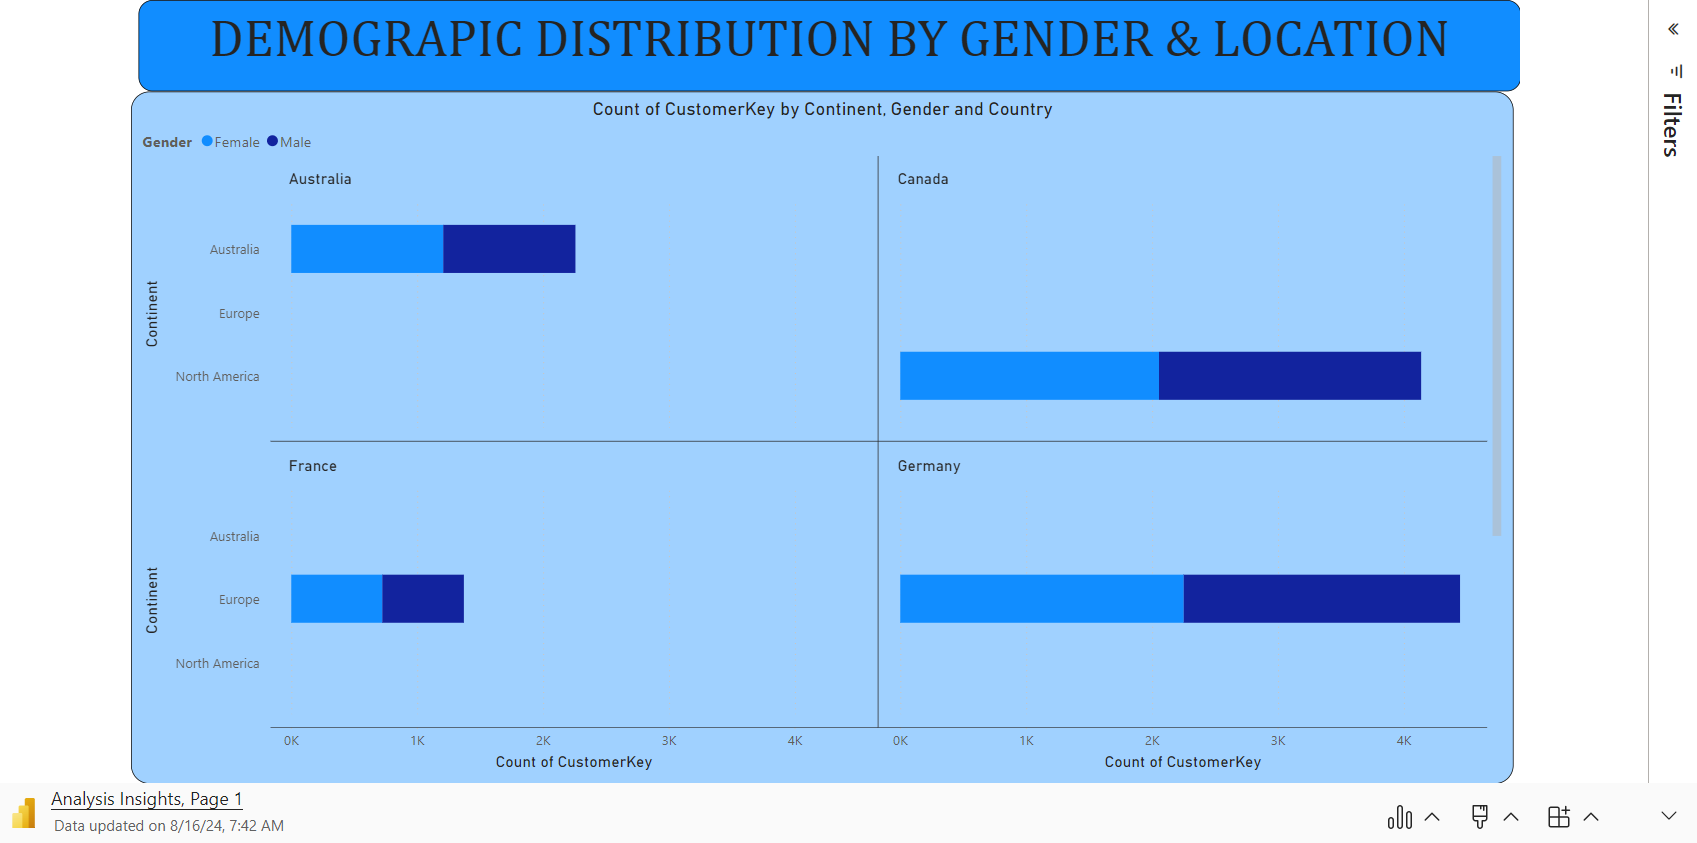 DEMOGRAPIC DISTRIBUTION BY GENDER & LOCATION
Filters
Count of CustomerKey by Continent, Gender and Country
Gender Female Male
Australia
Canada
Continent
Australia
Europe
North America
France
Germany
Continent
Australia
Europe
North America
0K 1K 2K 3K 4K
0K 1K 2K 3K 4K
Count of CustomerKey
Count of CustomerKey
Analysis Insights, Page 1
Data updated on 8/16/24, 7:42 AM